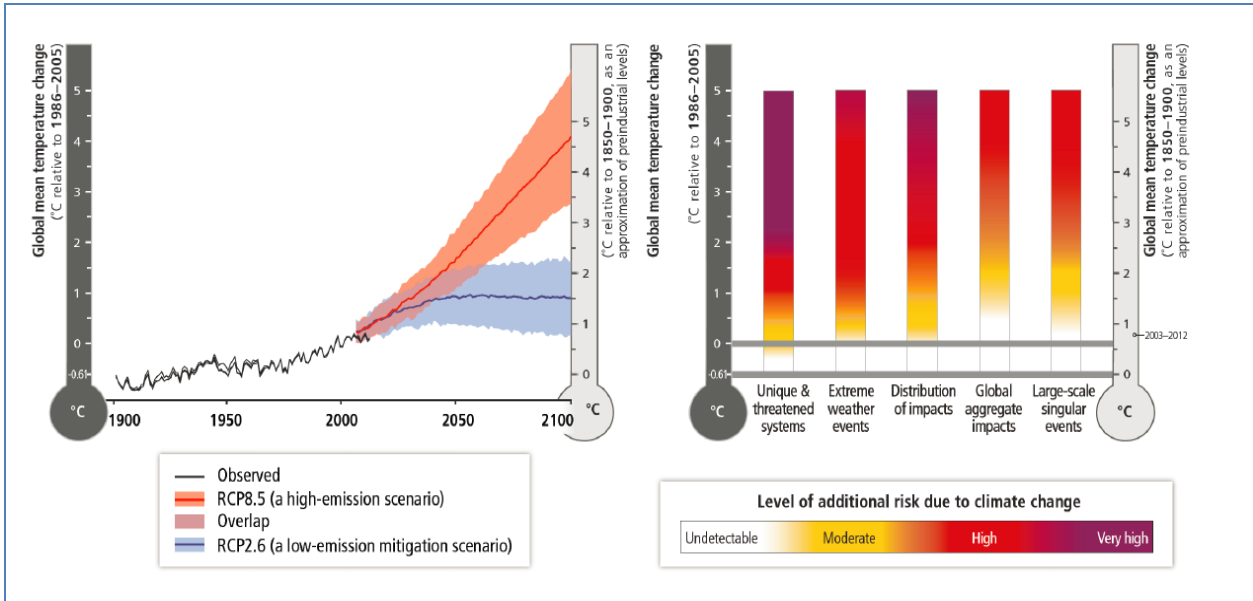 Global mean temperature change
(°C relative to 1986–2005)
5
4
3
2
1
0
-0.61
°C
1900
1950
2000
2050
2100
Global mean temperature change
(°C relative to 1850–1900, as an
approximation of preindustrial levels)
5
4
3
2
1
0
°C
Observed
RCP8.5 (a high-emission scenario)
Overlap
RCP2.6 (a low-emission mitigation scenario)
Global mean temperature change
(°C relative to 1986–2005)
5
4
3
2
1
0
-0.61
°C
Unique &
threatened
systems
Extreme
weather
events
Distribution
of impacts
Global
aggregate
impacts
Large-scale
singular
events
Global mean temperature change
(°C relative to 1850–1900, as an
approximation of preindustrial levels)
5
4
3
2
1
2003–2012
0
°C
Level of additional risk due to climate change
Undetectable
Moderate
High
Very high